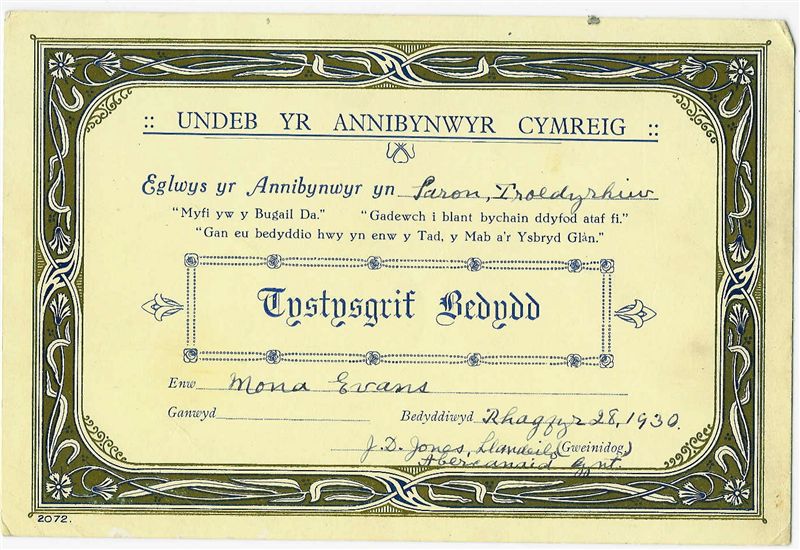 :: UNDEB YR ANNIBYNWYR CYMREIG ::
Eglwys yr Annibynwyr yn Saron, Troedyrhiw
"Myfi yw y Bugail Da." "Gadewch i blant bychain ddyfod ataf fi."
"Gan eu bedyddio hwy yn enw y Tad, y Mab a'r Ysbryd Glân."
Tystysgrif Bedydd
Enw Mona Evans
Ganwyd
Bedyddiwyd Rhagfyr 28, 1930.
J. D. Jones, Llandeilo (Gweinidog)
Abercanaid gynt.
2072.